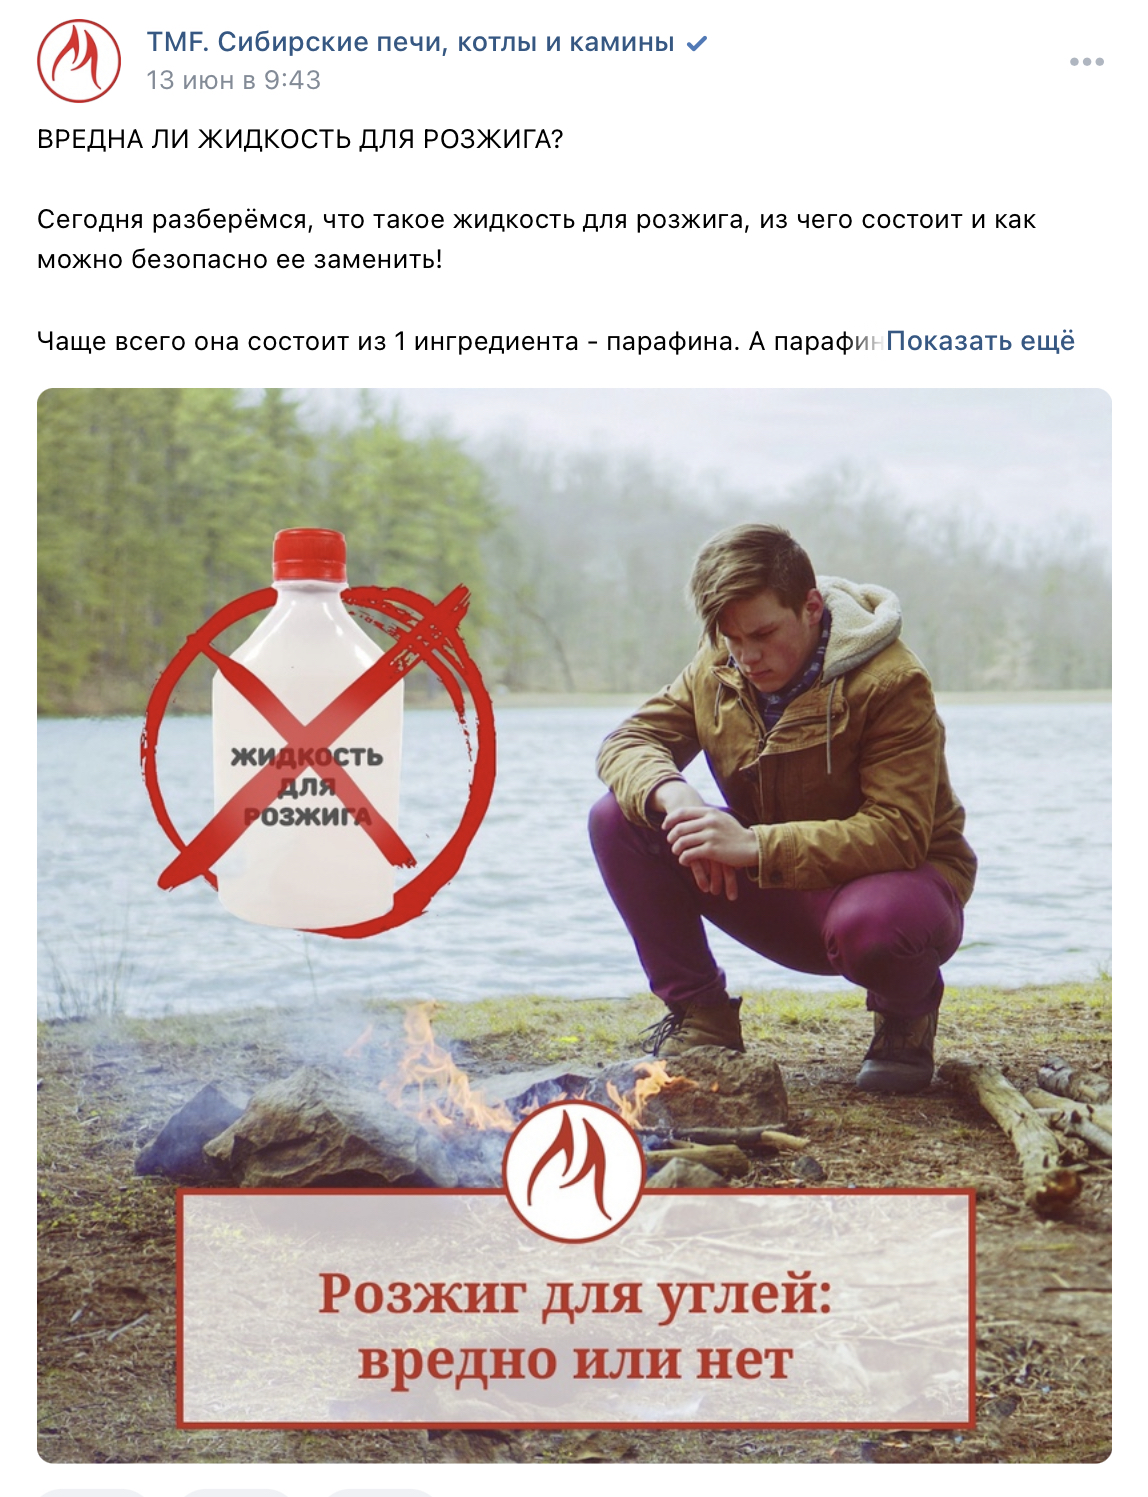 TMF. Сибирские печи, котлы и камины
13 июн в 9:43
ВРЕДНА ЛИ ЖИДКОСТЬ ДЛЯ РОЗЖИГА?
Сегодня разберёмся, что такое жидкость для розжига, из чего состоит и как
можно безопасно ее заменить!
Чаще всего она состоит из 1 ингредиента - парафина. А парафин Показать ещё
ЖИДКОСТЬ
ДЛЯ
РОЗЖИГА
Розжиг для углей:
вредно или нет